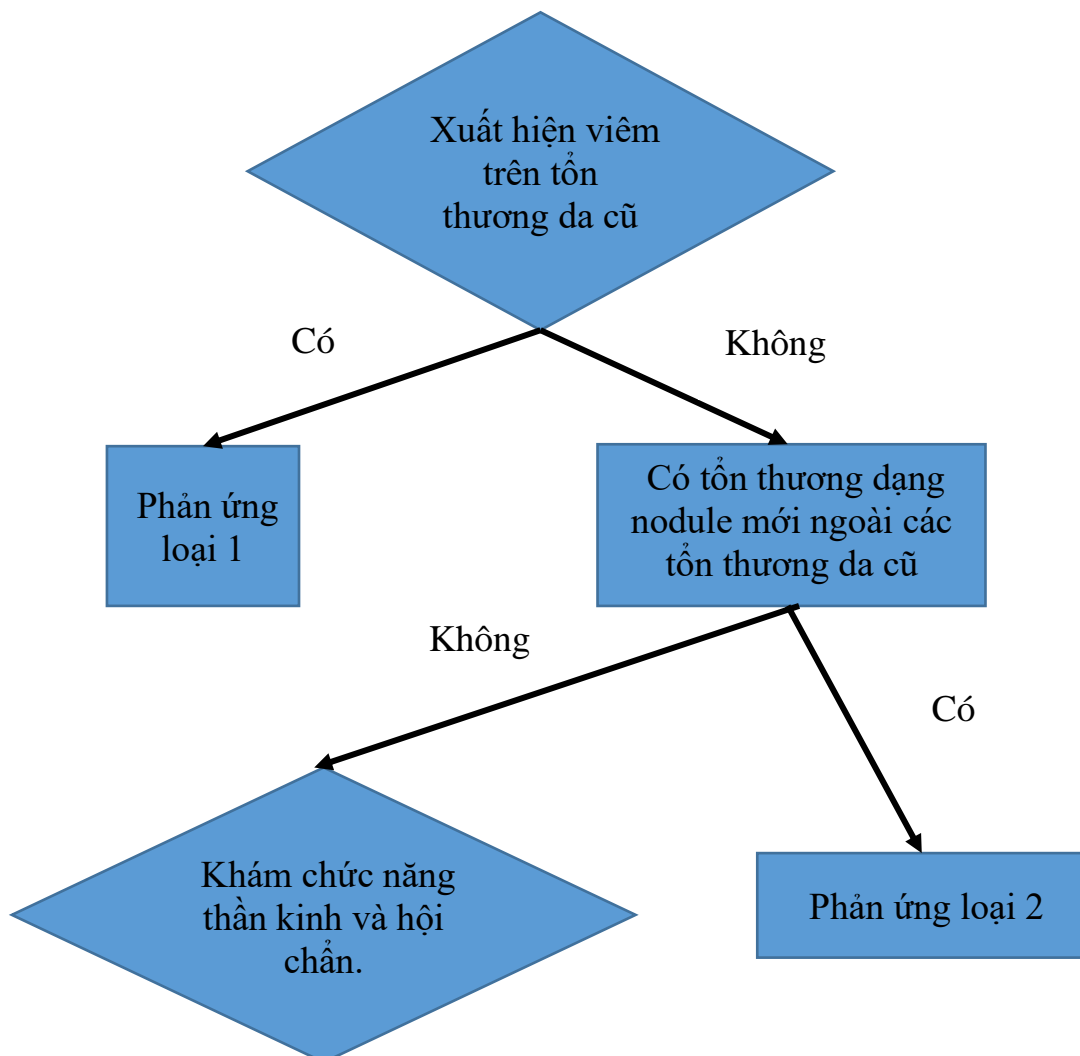 Xuất hiện viêm
trên tổn
thương da cũ
Có
Không
Phản ứng
loại 1
Có tổn thương dạng
nodule mới ngoài các
tổn thương da cũ
Không
Có
Khám chức năng
thần kinh và hội
chẩn.
Phản ứng loại 2